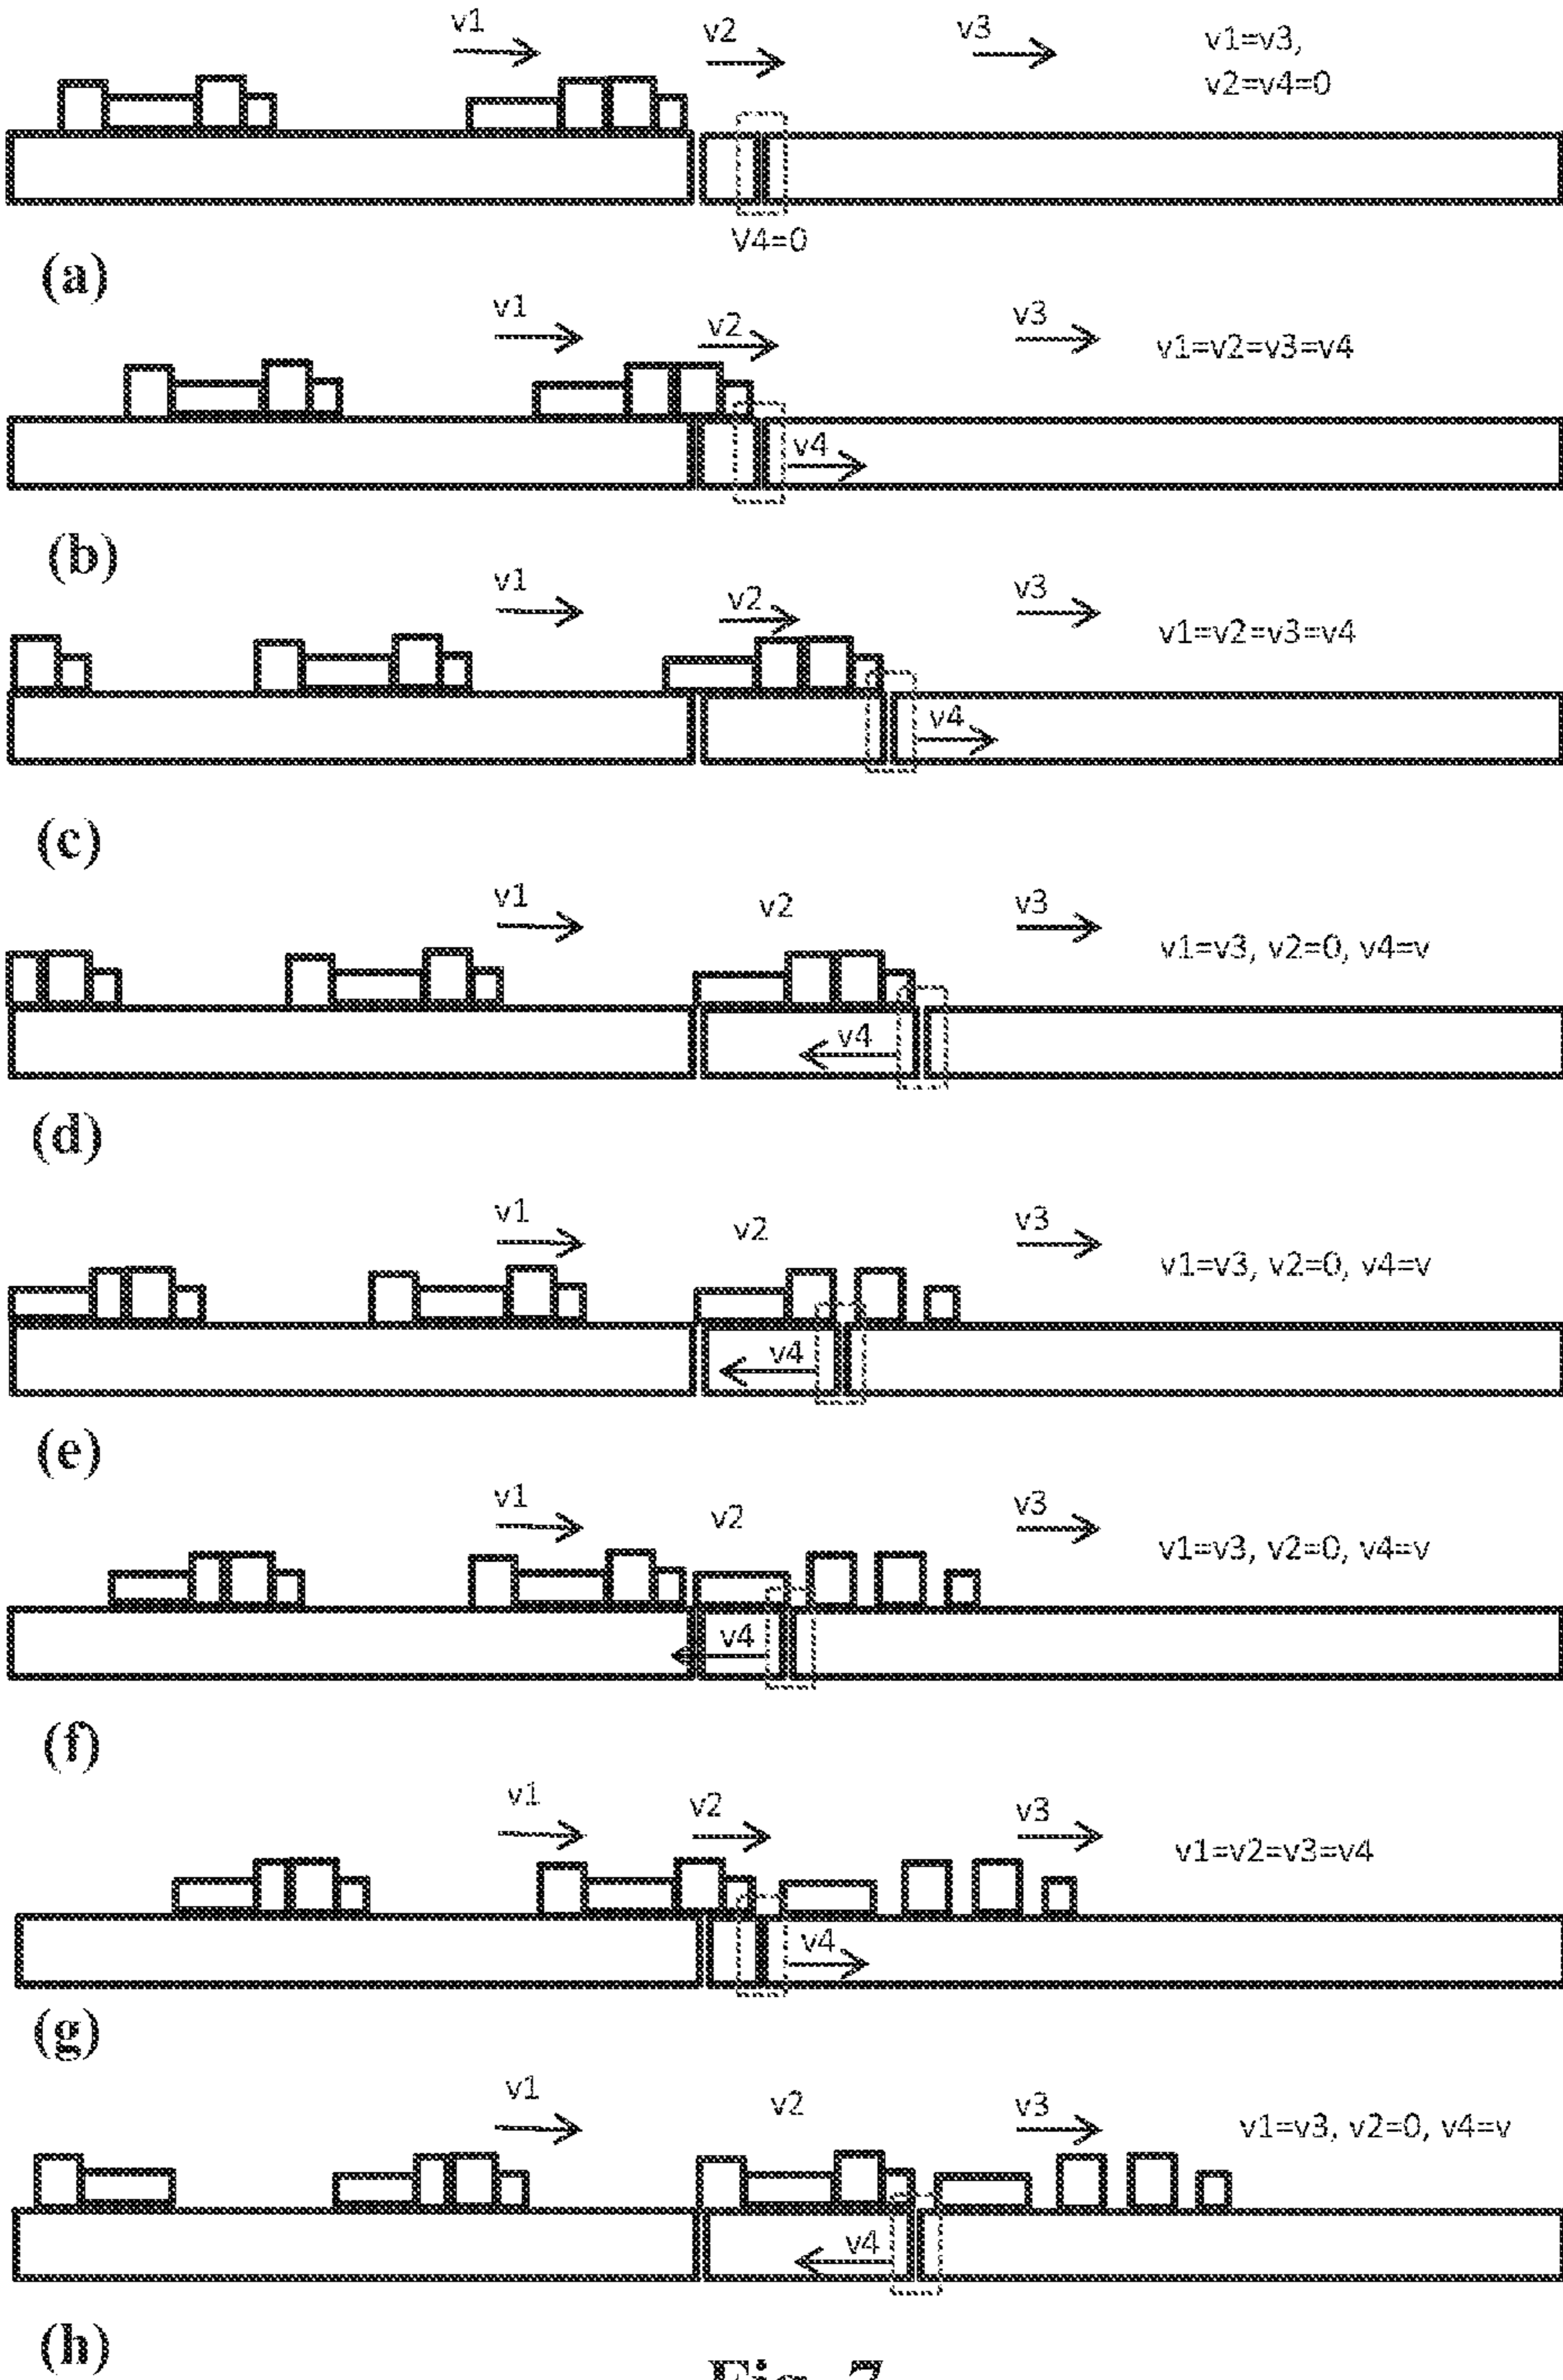 v1
v2
v3
v1=v3,
v2=v4=0
V4=0
(a)
v1
v2
v3
v1=v2=v3=v4
v4
(b)
v1
v2
v3
v1=v2=v3=v4
v4
(c)
v1
v2
v3
v1=v3, v2=0, v4=v
v4
(d)
v1
v2
v3
v1=v3, v2=0, v4=v
v4
(e)
v1
v2
v3
v1=v3, v2=0, v4=v
v4
(f)
v1
v2
v3
v1=v2=v3=v4
v4
(g)
v1
v2
v3
v1=v3, v2=0, v4=v
v4
(h)
Fig. 7